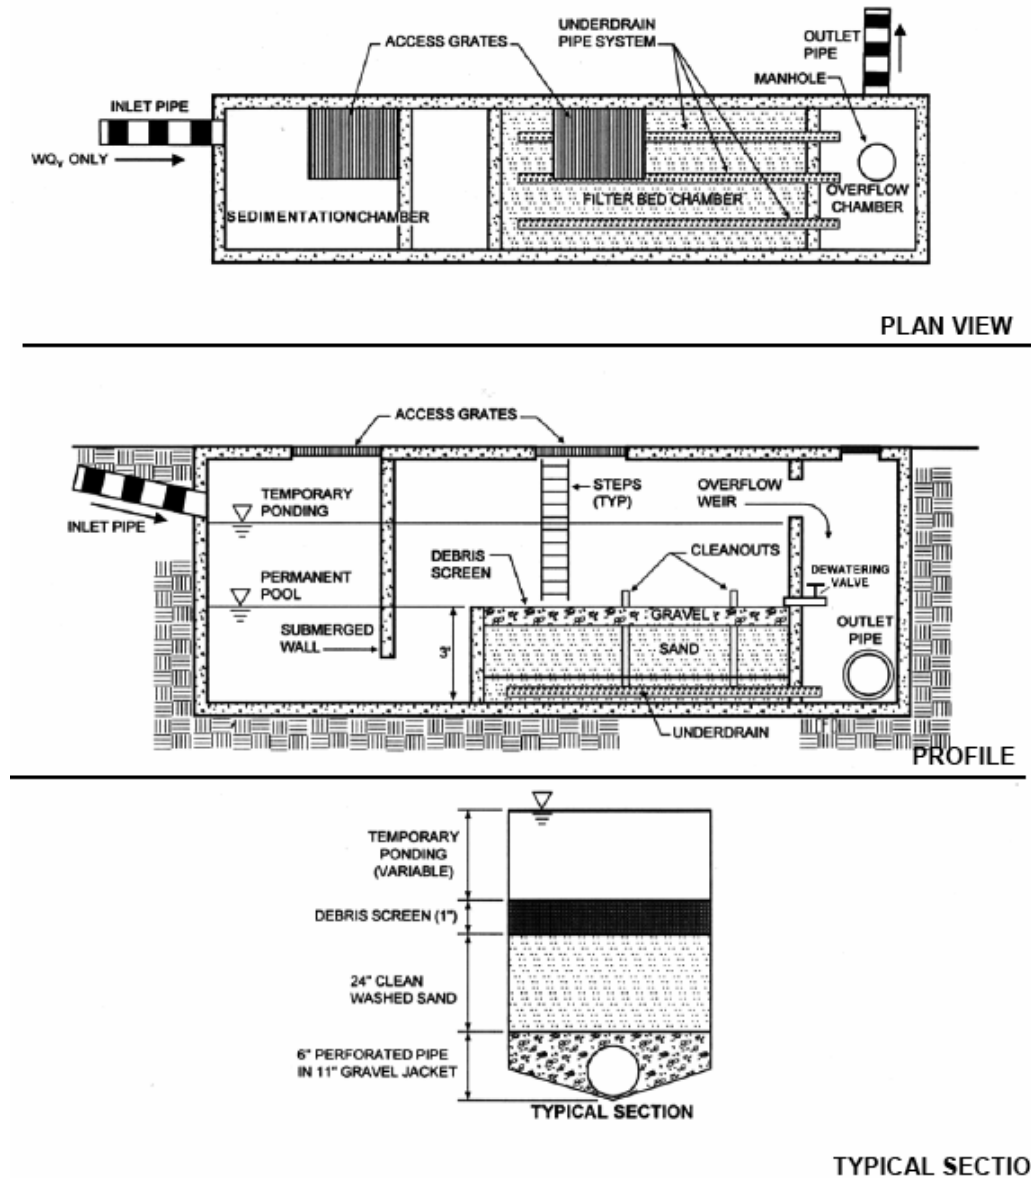 ACCESS GRATES
UNDERDRAIN
PIPE SYSTEM
OUTLET
PIPE
MANHOLE
INLET PIPE
WQv ONLY
SEDIMENTATION CHAMBER
FILTER BED CHAMBER
OVERFLOW
CHAMBER
PLAN VIEW
ACCESS GRATES
TEMPORARY
PONDING
INLET PIPE
STEPS
(TYP)
OVERFLOW
WEIR
DEBRIS
SCREEN
CLEANOUTS
DEWATERING
VALVE
PERMANENT
POOL
GRAVEL
SUBMERGED
WALL
3'
SAND
OUTLET
PIPE
UNDERDRAIN
PROFILE
TEMPORARY
PONDING
(VARIABLE)
DEBRIS SCREEN (1")
24" CLEAN
WASHED SAND
6" PERFORATED PIPE
IN 11" GRAVEL JACKET
TYPICAL SECTION
TYPICAL SECTIO